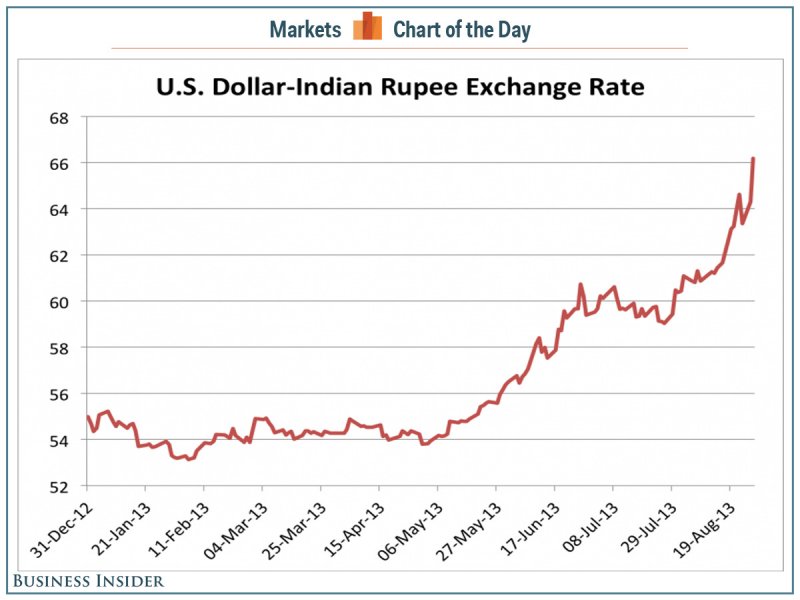 Markets Chart of the Day
U.S. Dollar-Indian Rupee Exchange Rate
68
66
64
62
60
58
56
54
52
31-Dec-12
21-Jan-13
11-Feb-13
04-Mar-13
25-Mar-13
15-Apr-13
06-May-13
27-May-13
17-Jun-13
08-Jul-13
29-Jul-13
19-Aug-13
BUSINESS INSIDER